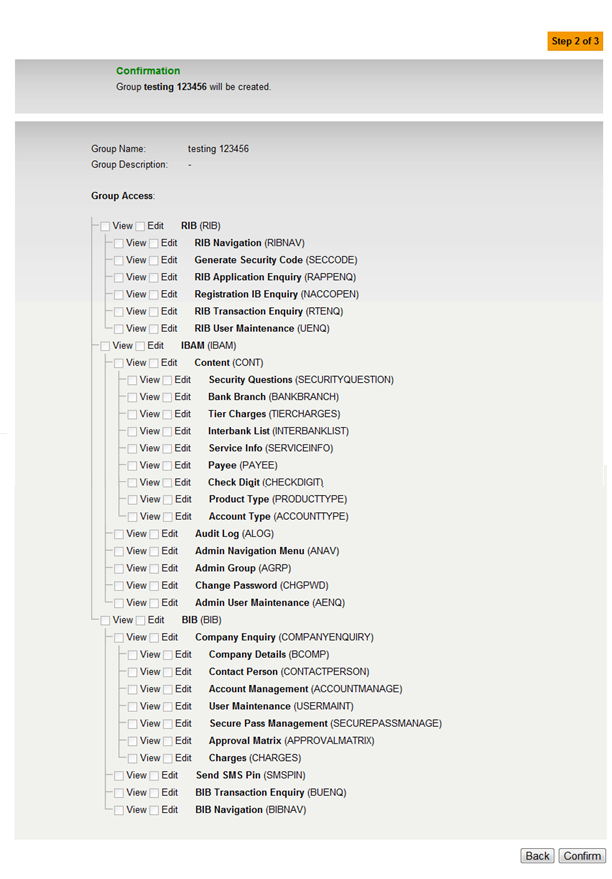 Step 2 of 3
Confirmation
Group testing 123456 will be created.
Group Name: testing 123456
Group Description: -
Group Access:
View Edit RIB (RIB)
View Edit RIB Navigation (RIBNAV)
View Edit Generate Security Code (SECCODE)
View Edit RIB Application Enquiry (RAPPENQ)
View Edit Registration IB Enquiry (NACCOPEN)
View Edit RIB Transaction Enquiry (RTENQ)
View Edit RIB User Maintenance (UENQ)
View Edit IBAM (IBAM)
View Edit Content (CONT)
View Edit Security Questions (SECURITYQUESTION)
View Edit Bank Branch (BANKBRANCH)
View Edit Tier Charges (TIERCHARGES)
View Edit Interbank List (INTERBANKLIST)
View Edit Service Info (SERVICEINFO)
View Edit Payee (PAYEE)
View Edit Check Digit (CHECKDIGIT)
View Edit Product Type (PRODUCTTYPE)
View Edit Account Type (ACCOUNTTYPE)
View Edit Audit Log (ALOG)
View Edit Admin Navigation Menu (ANAV)
View Edit Admin Group (AGRP)
View Edit Change Password (CHGPWD)
View Edit Admin User Maintenance (AENQ)
View Edit BIB (BIB)
View Edit Company Enquiry (COMPANYENQUIRY)
View Edit Company Details (BCOMP)
View Edit Contact Person (CONTACTPERSON)
View Edit Account Management (ACCOUNTMANAGE)
View Edit User Maintenance (USERMAINT)
View Edit Secure Pass Management (SECUREPASSMANAGE)
View Edit Approval Matrix (APPROVALMATRIX)
View Edit Charges (CHARGES)
View Edit Send SMS Pin (SMSPIN)
View Edit BIB Transaction Enquiry (BUENQ)
View Edit BIB Navigation (BIBNAV)
Back Confirm